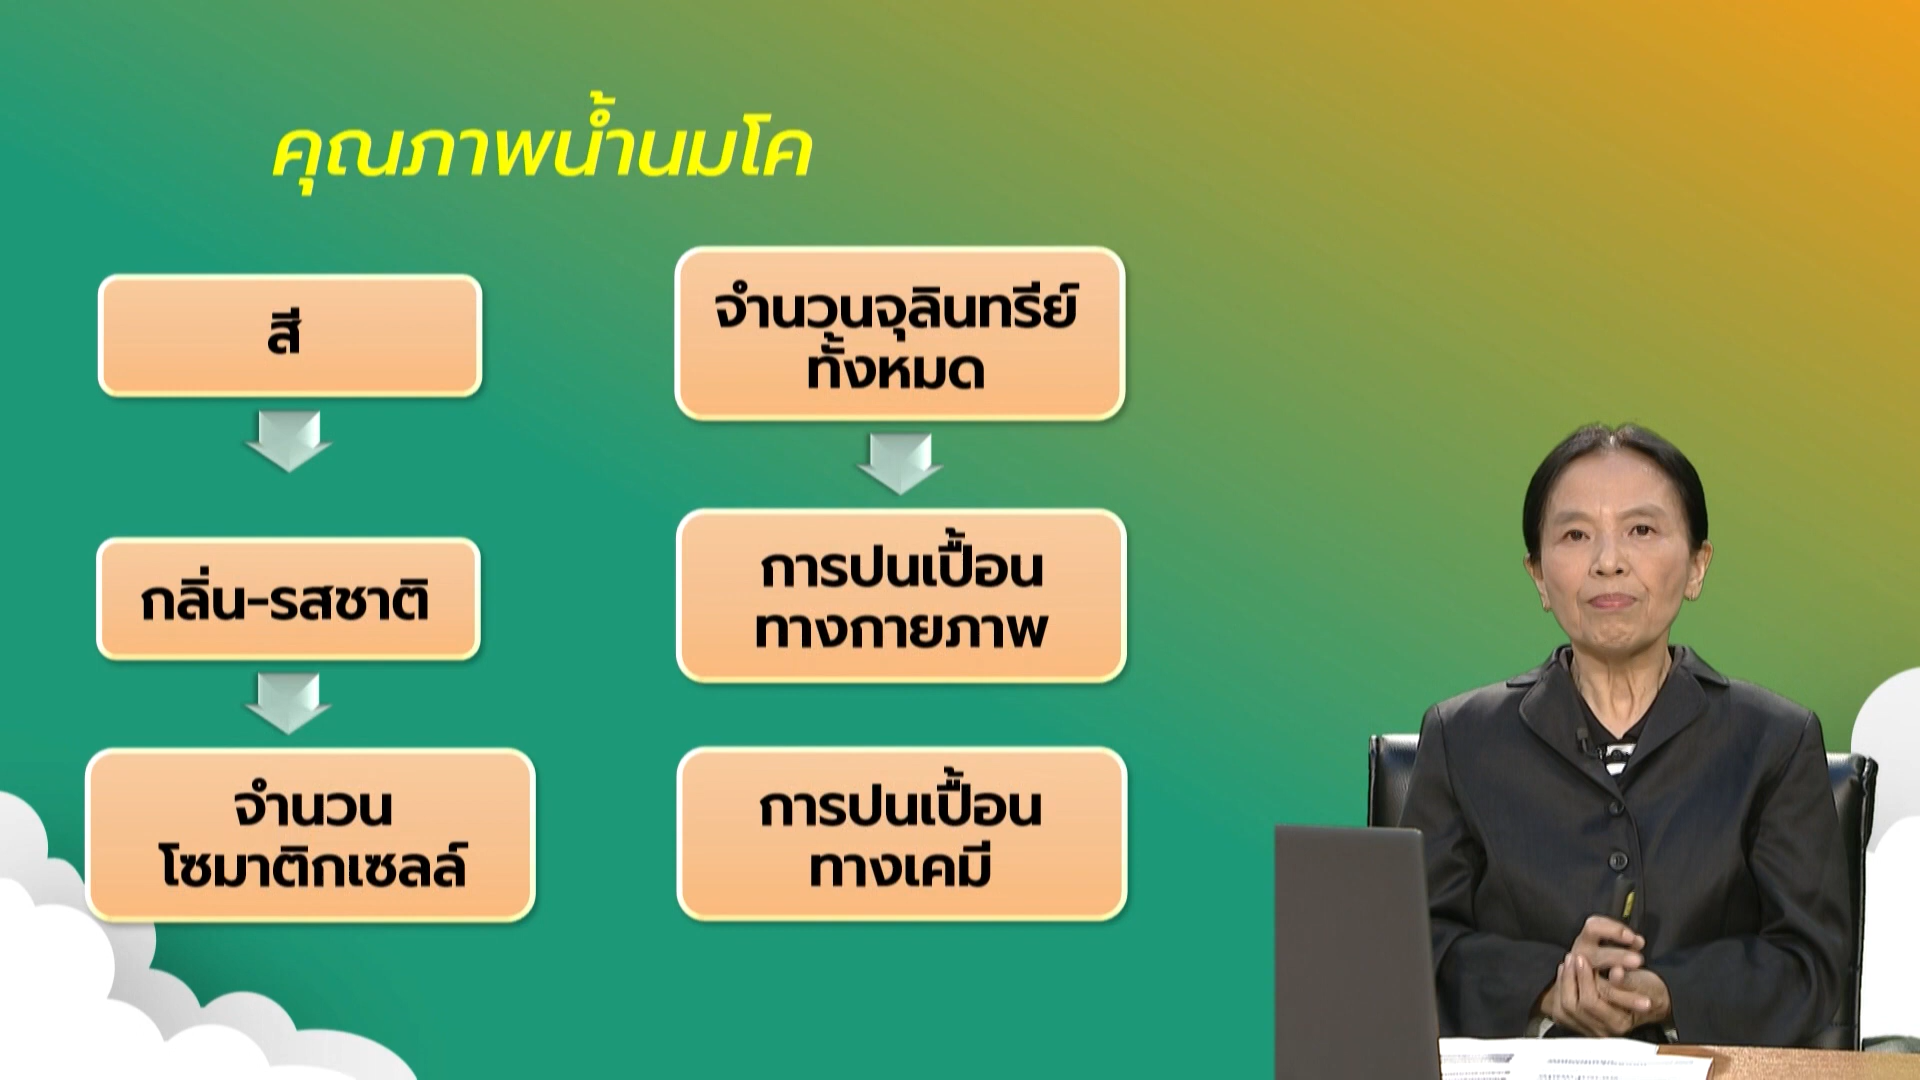 คุณภาพน้ำนมโค
สี
กลิ่น-รสชาติ
จำนวน
โซมาติกเซลล์
จำนวนจุลินทรีย์
ทั้งหมด
การปนเปื้อน
ทางกายภาพ
การปนเปื้อน
ทางเคมี